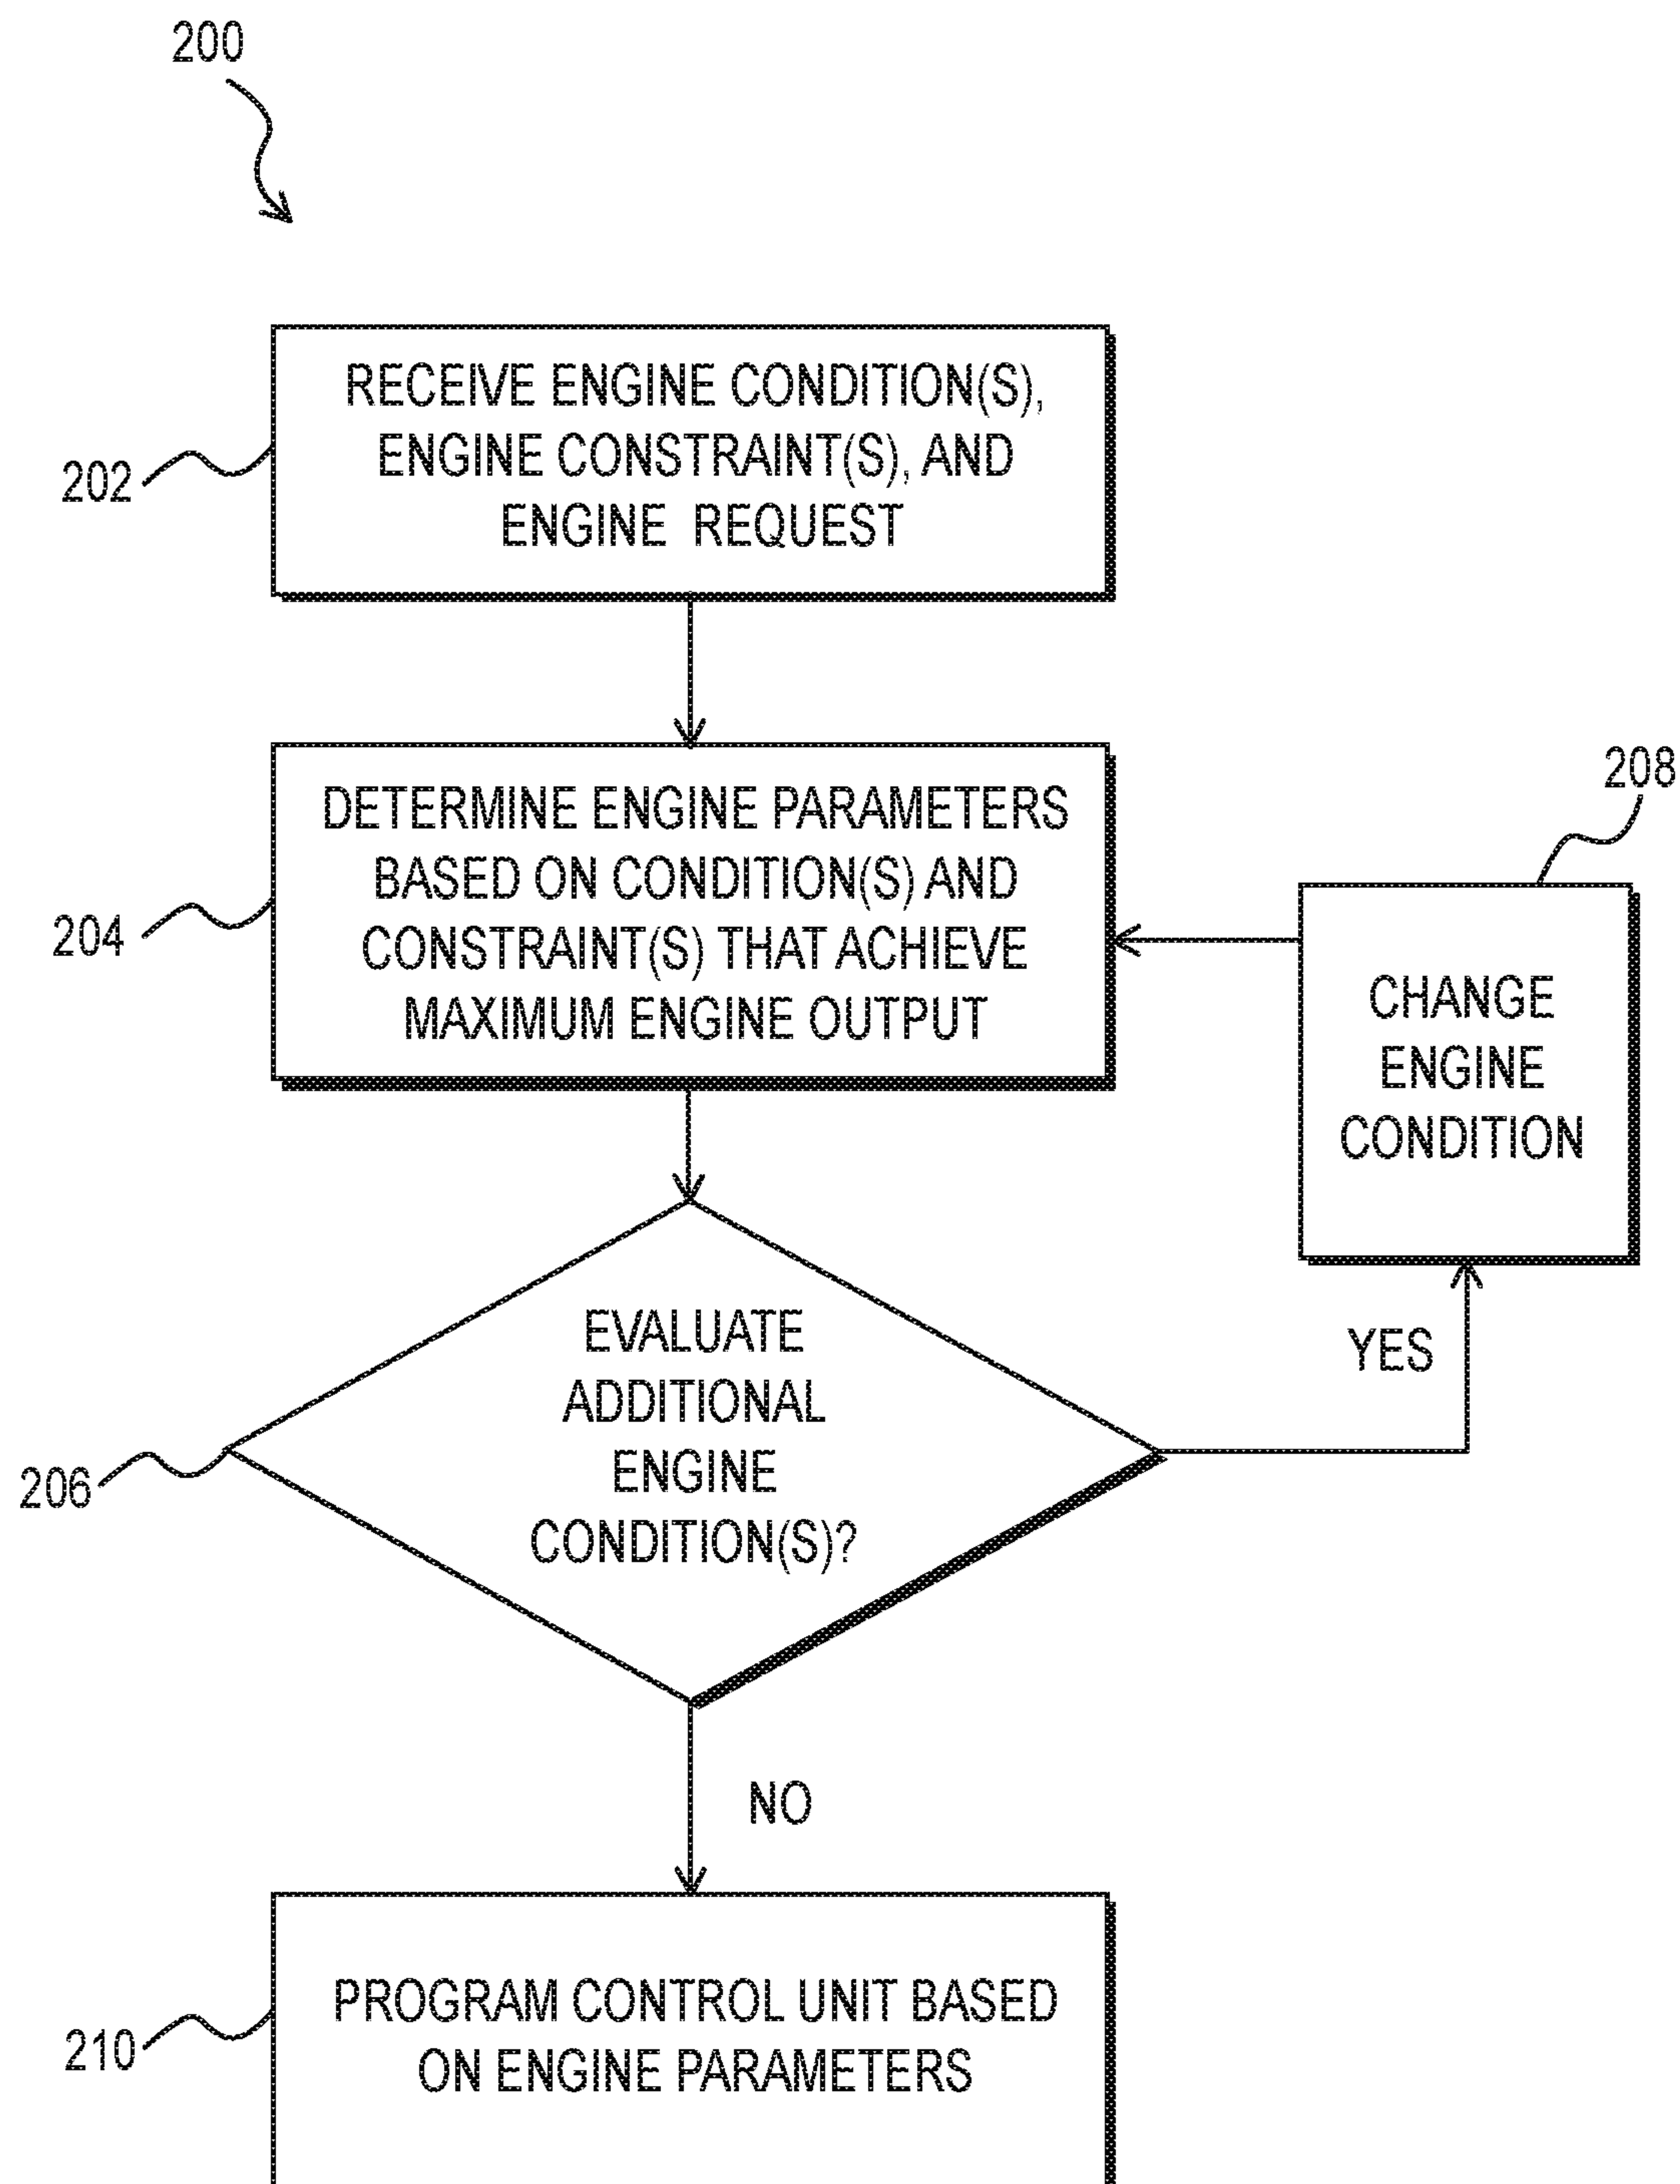 200
RECEIVE ENGINE CONDITION(S),
ENGINE CONSTRAINT(S), AND
ENGINE REQUEST
202
DETERMINE ENGINE PARAMETERS
BASED ON CONDITION(S) AND
CONSTRAINT(S) THAT ACHIEVE
MAXIMUM ENGINE OUTPUT
204
208
CHANGE
ENGINE
CONDITION
EVALUATE
ADDITIONAL
ENGINE
CONDITION(S)?
206
YES
NO
PROGRAM CONTROL UNIT BASED
ON ENGINE PARAMETERS
210